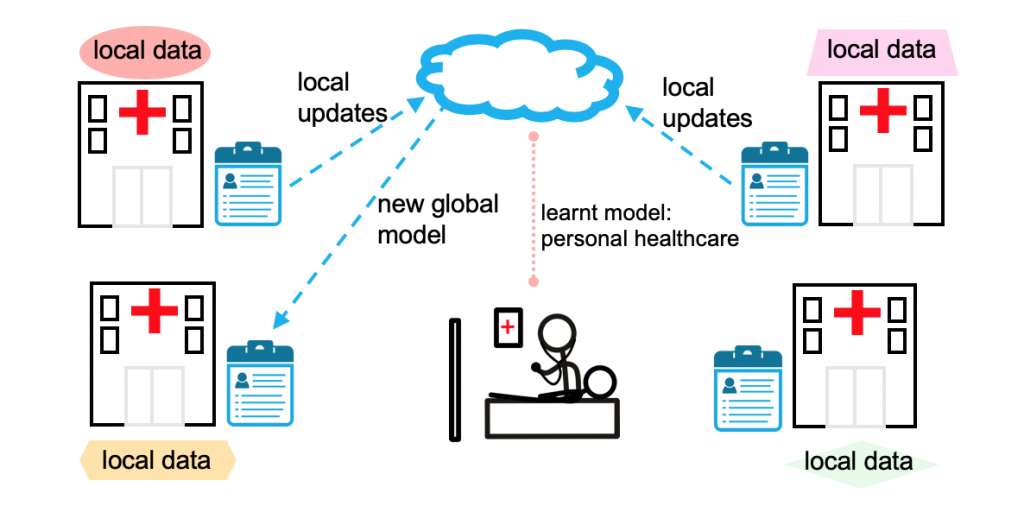 local data
local data
local
updates
local
updates
new global
model
learnt model:
personal healthcare
local data
local data